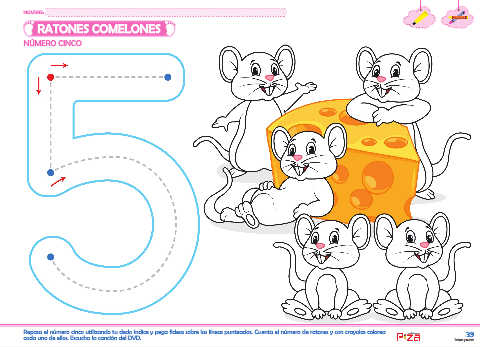 NOMBRE:
RATONES COMELONES
NÚMERO CINCO
Repasa el número cinco utilizando tu dedo índice y pega fideos sobre las líneas punteadas. Cuenta el número de ratones y con crayolas colorea
cada uno de ellos. Escucha la canción del DVD.
39